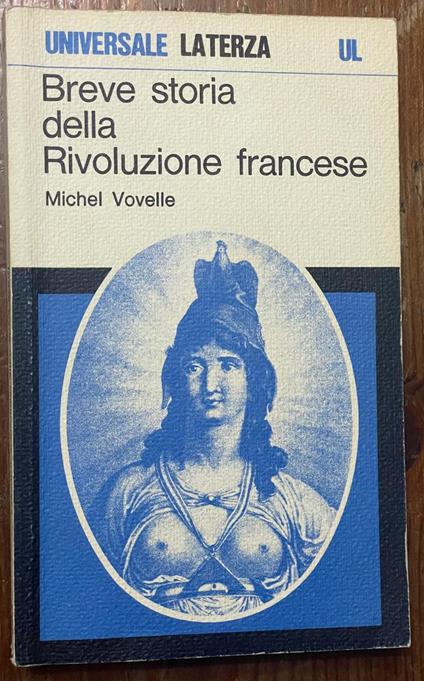 UNIVERSALE LATERZA UL
Breve storia
della
Rivoluzione francese
Michel Vovelle